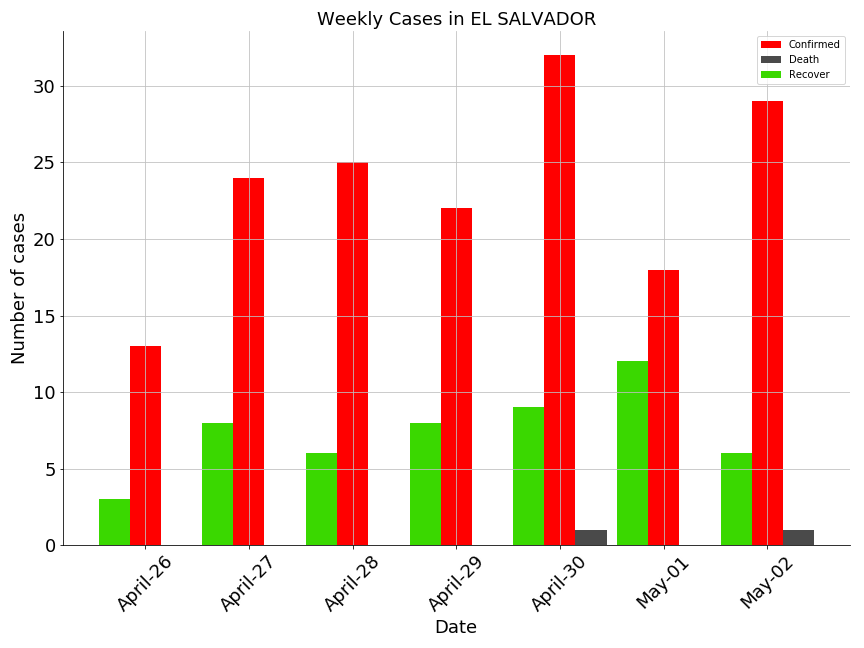 Weekly Cases in EL SALVADOR
Confirmed
Death
Recover
Number of cases
30
25
20
15
10
5
0
April-26
April-27
April-28
April-29
April-30
May-01
May-02
Date